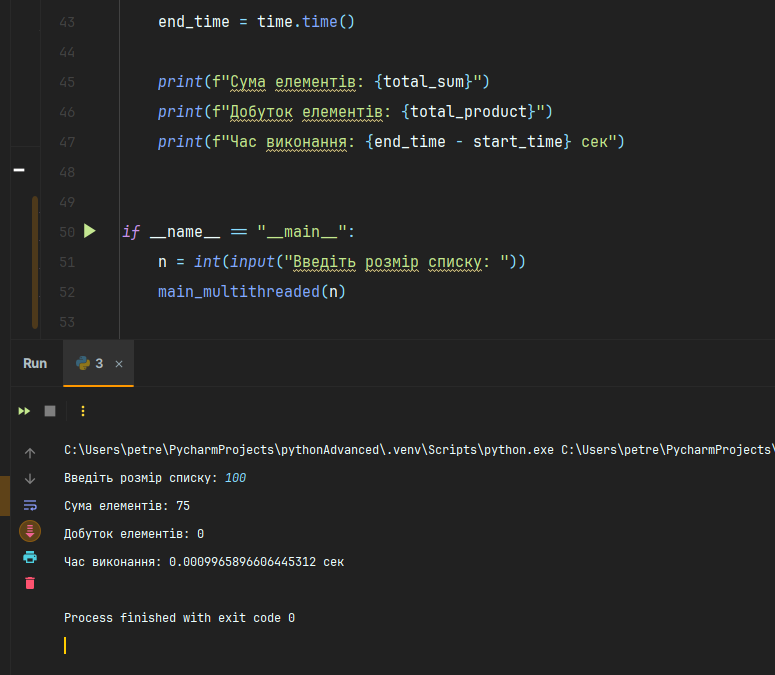 43 end_time = time.time()
44
45 print(f"Сума елементів: {total_sum}")
46 print(f"Добуток елементів: {total_product}")
47 print(f"Час виконання: {end_time - start_time} сек")
48
49
50 if __name__ == "__main__":
51 n = int(input("Введіть розмір списку: "))
52 main_multithreaded(n)
53
Run 3 ×
C:\Users\petre\PycharmProjects\pythonAdvanced\.venv\Scripts\python.exe C:\Users\petre\PycharmProjects\
Введіть розмір списку: 100
Сума елементів: 75
Добуток елементів: 0
Час виконання: 0.0009965896606445312 сек
Process finished with exit code 0